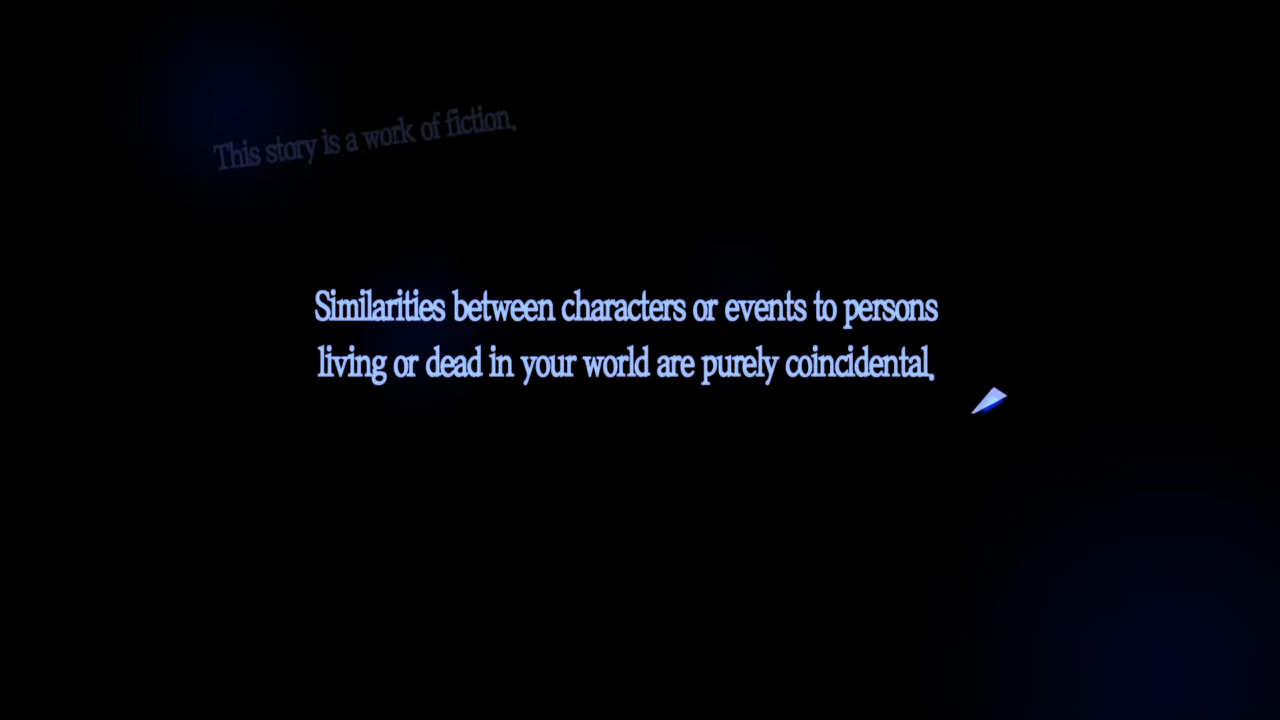 This story is a work of fiction.
Similarities between characters or events to persons
living or dead in your world are purely coincidental.